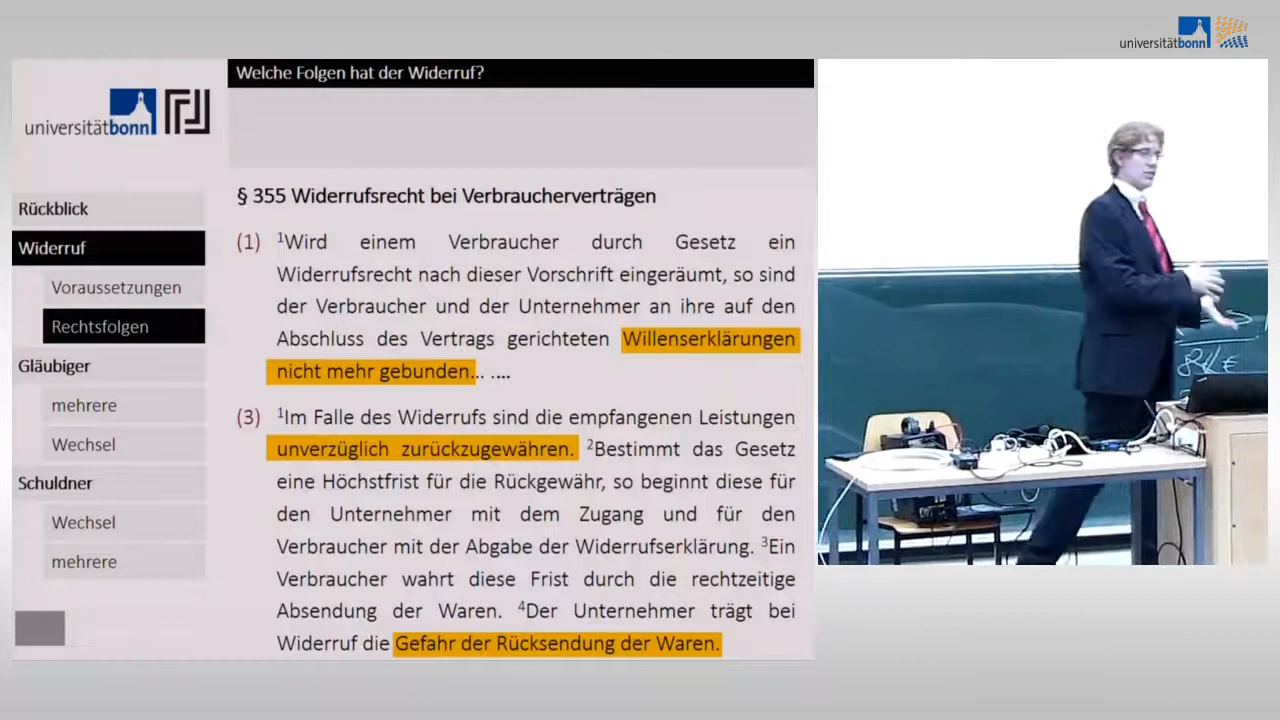 universitätbonn
Welche Folgen hat der Widerruf?
universitätbonn
Rückblick
Widerruf
Voraussetzungen
Rechtsfolgen
Gläubiger
mehrere
Wechsel
Schuldner
Wechsel
mehrere
§ 355 Widerrufsrecht bei Verbraucherverträgen
(1) ¹Wird einem Verbraucher durch Gesetz ein
Widerrufsrecht nach dieser Vorschrift eingeräumt, so sind
der Verbraucher und der Unternehmer an ihre auf den
Abschluss des Vertrags gerichteten Willenserklärungen
nicht mehr gebunden... ....
(3) ¹Im Falle des Widerrufs sind die empfangenen Leistungen
unverzüglich zurückzugewähren. ²Bestimmt das Gesetz
eine Höchstfrist für die Rückgewähr, so beginnt diese für
den Unternehmer mit dem Zugang und für den
Verbraucher mit der Abgabe der Widerrufserklärung. ³Ein
Verbraucher wahrt diese Frist durch die rechtzeitige
Absendung der Waren. ⁴Der Unternehmer trägt bei
Widerruf die Gefahr der Rücksendung der Waren.